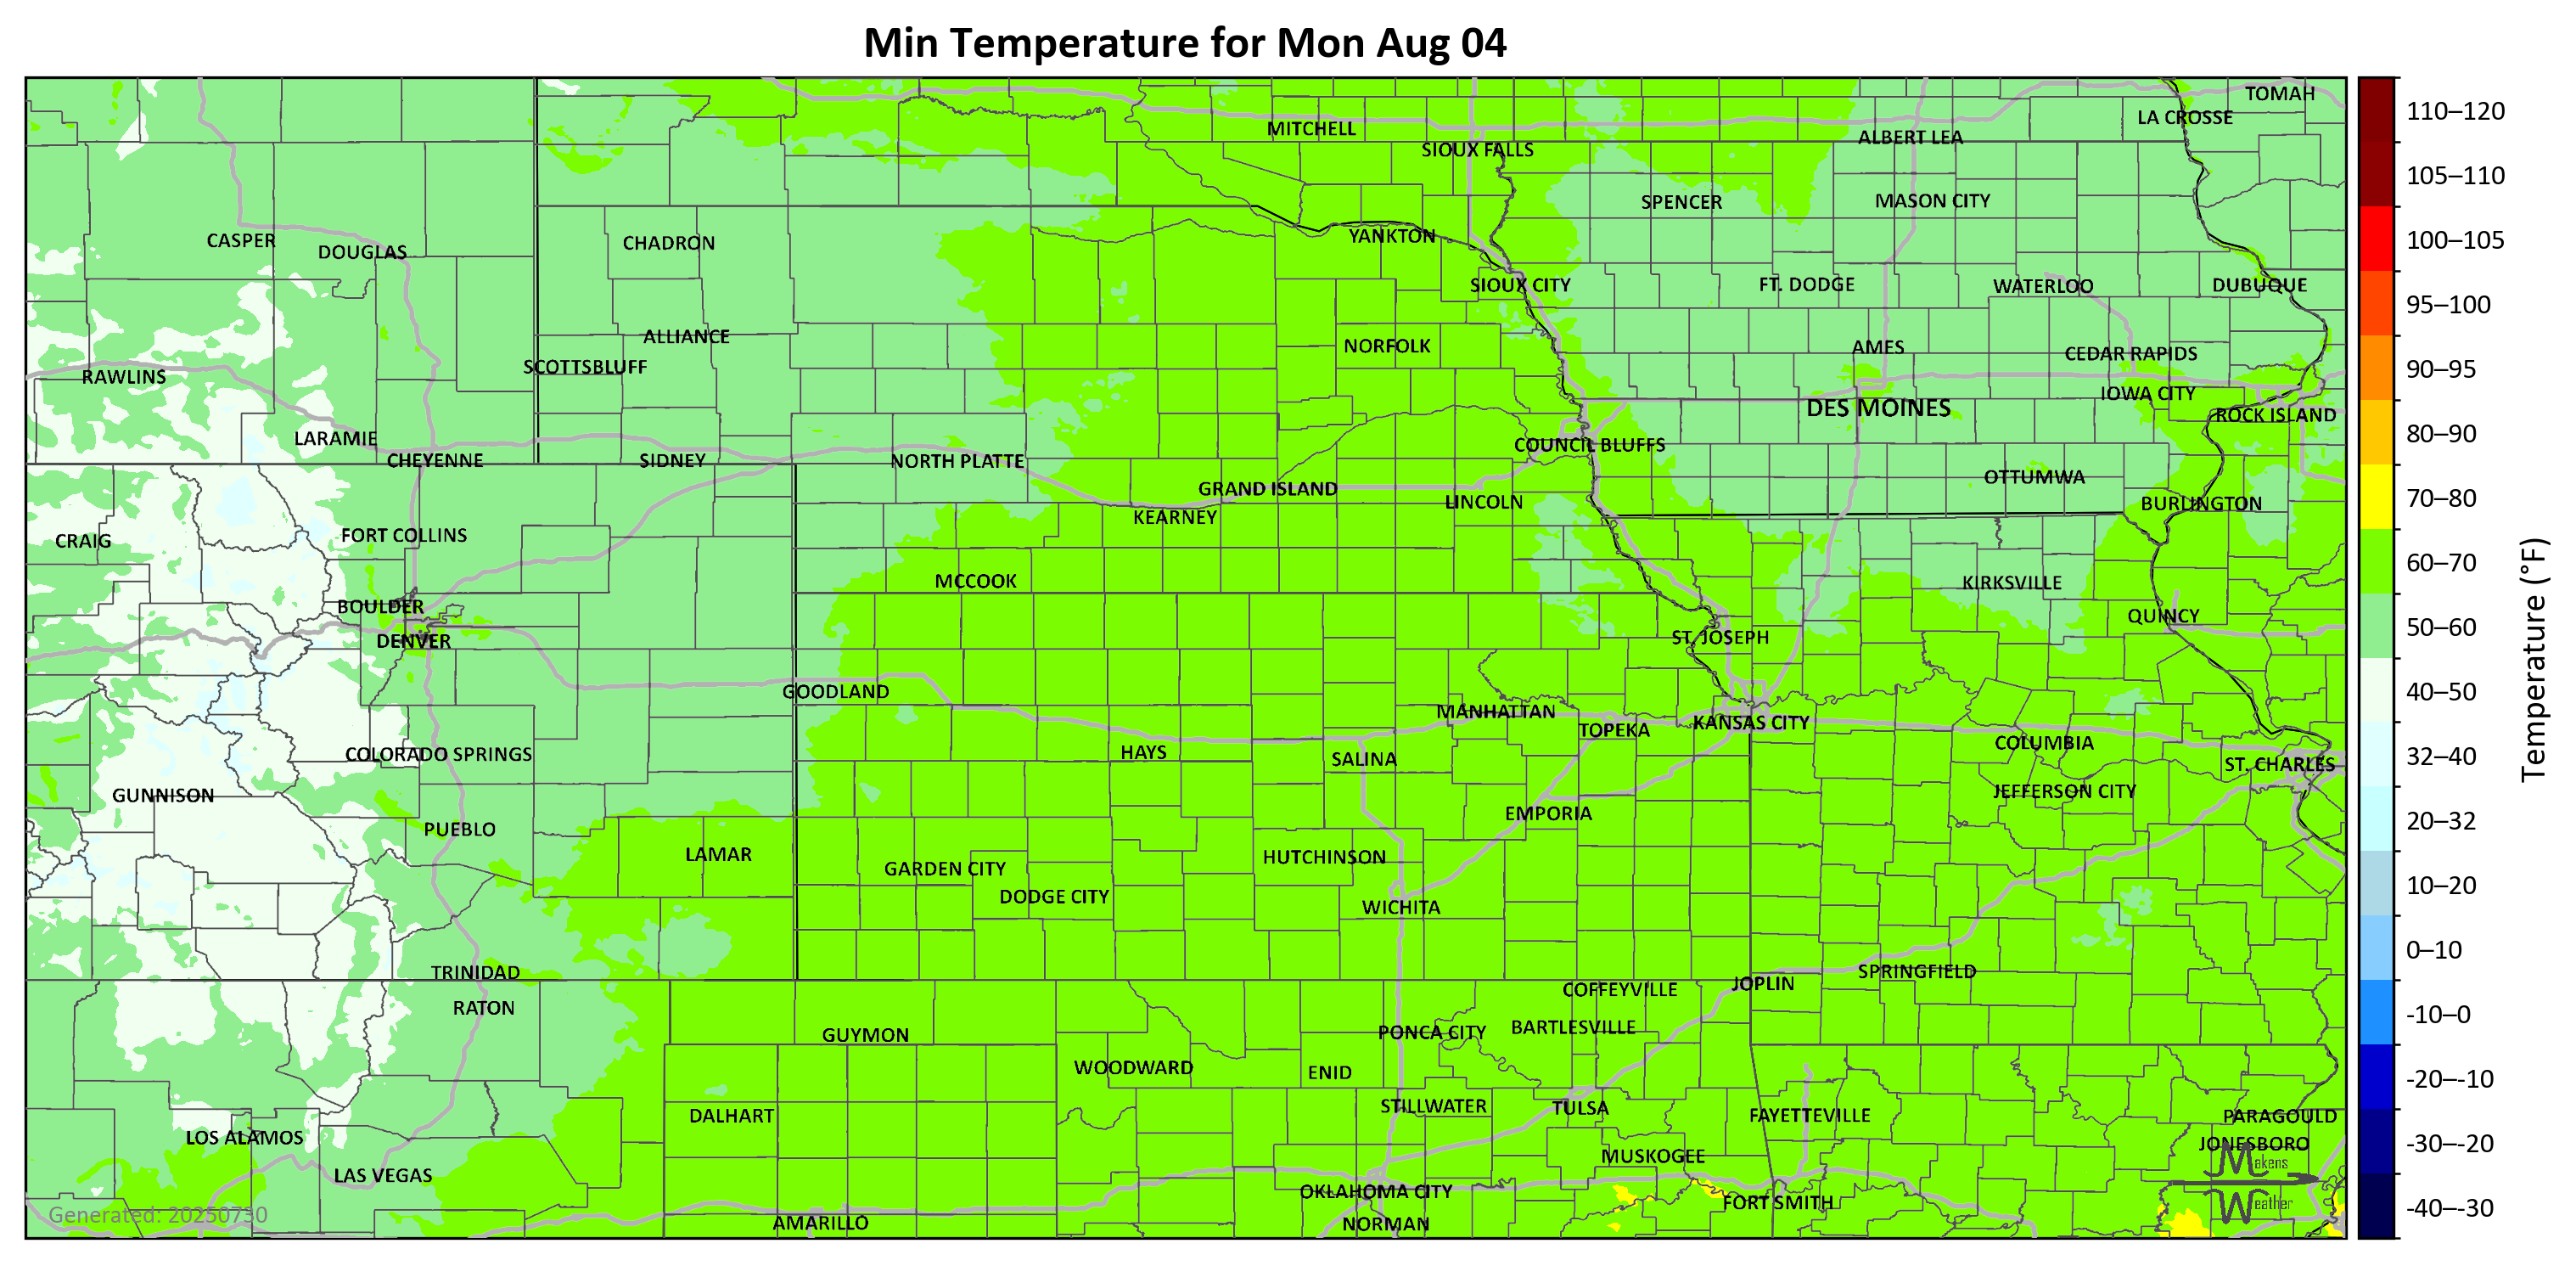 Min Temperature for Mon Aug 04
TOMAH
LA CROSSE
MITCHELL
ALBERT LEA
SIOUX FALLS
SPENCER
MASON CITY
YANKTON
CASPER
CHADRON
DOUGLAS
SIOUX CITY
FT. DODGE
WATERLOO
DUBUQUE
ALLIANCE
NORFOLK
AMES
CEDAR RAPIDS
SCOTTSBLUFF
RAWLINS
IOWA CITY
DES MOINES
ROCK ISLAND
LARAMIE
COUNCIL BLUFFS
CHEYENNE
SIDNEY
NORTH PLATTE
OTTUMWA
GRAND ISLAND
LINCOLN
BURLINGTON
KEARNEY
CRAIG
FORT COLLINS
MCCOOK
KIRKSVILLE
BOULDER
QUINCY
DENVER
ST. JOSEPH
GOODLAND
MANHATTAN
TOPEKA
KANSAS CITY
COLUMBIA
COLORADO SPRINGS
HAYS
SALINA
ST. CHARLES
GUNNISON
JEFFERSON CITY
EMPORIA
PUEBLO
LAMAR
HUTCHINSON
GARDEN CITY
DODGE CITY
WICHITA
TRINIDAD
SPRINGFIELD
JOPLIN
COFFEYVILLE
RATON
GUYMON
PONCA CITY
BARTLESVILLE
WOODWARD
ENID
STILLWATER
TULSA
DALHART
FAYETTEVILLE
PARAGOULD
LOS ALAMOS
JONESBORO
MUSKOGEE
LAS VEGAS
OKLAHOMA CITY
FORT SMITH
AMARILLO
NORMAN
Makens
Weather
Generated: 20250730
110–120
105–110
100–105
95–100
90–95
80–90
70–80
60–70
50–60
40–50
32–40
20–32
10–20
0–10
-10–0
-20–-10
-30–-20
-40–-30
Temperature (°F)